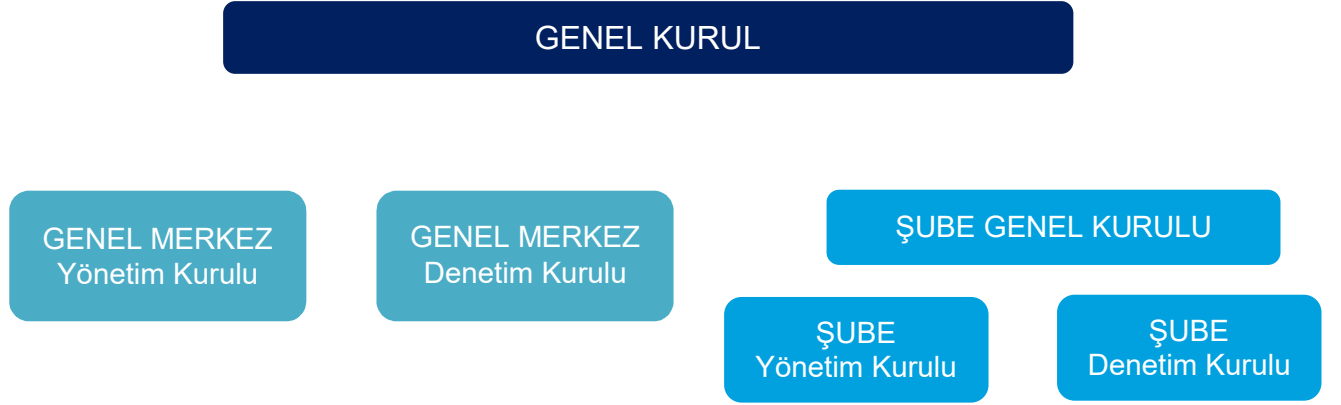 GENEL KURUL
GENEL MERKEZ
Yönetim Kurulu
GENEL MERKEZ
Denetim Kurulu
ŞUBE GENEL KURULU
ŞUBE
Yönetim Kurulu
ŞUBE
Denetim Kurulu